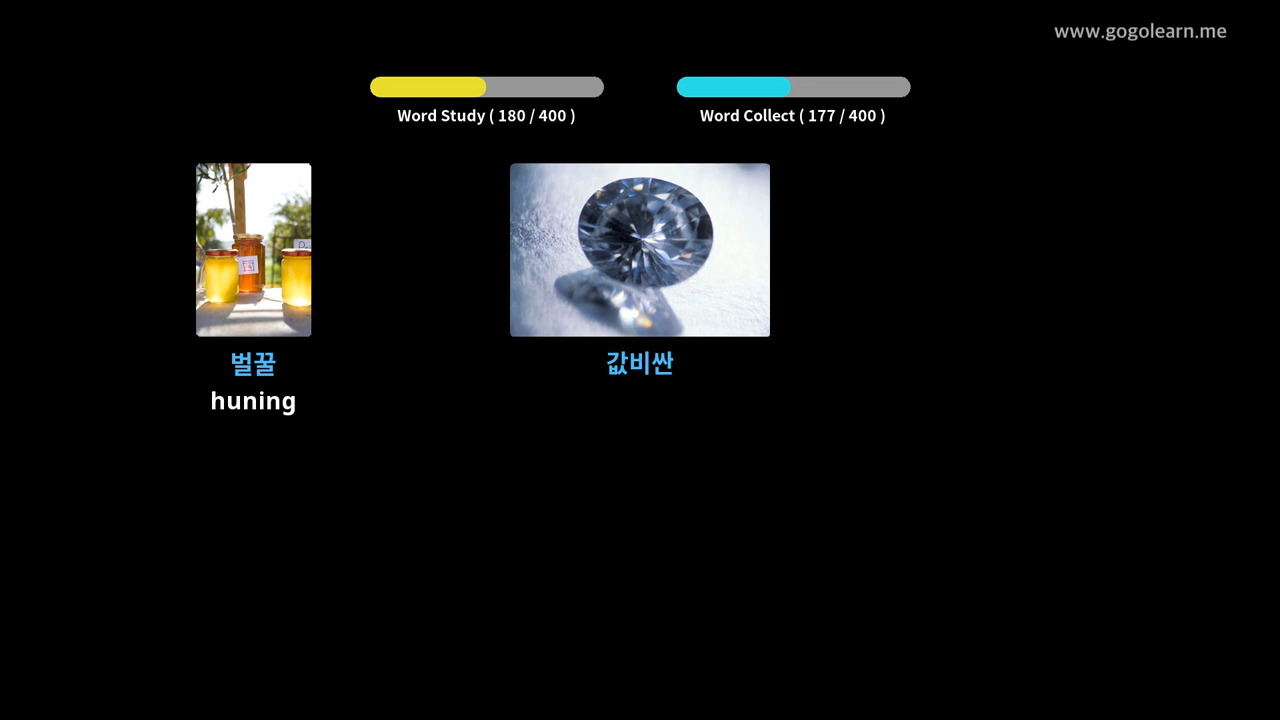 www.gogolearn.me
Word Study ( 180 / 400 )
Word Collect ( 177 / 400 )
벌꿀
값비싼
huning